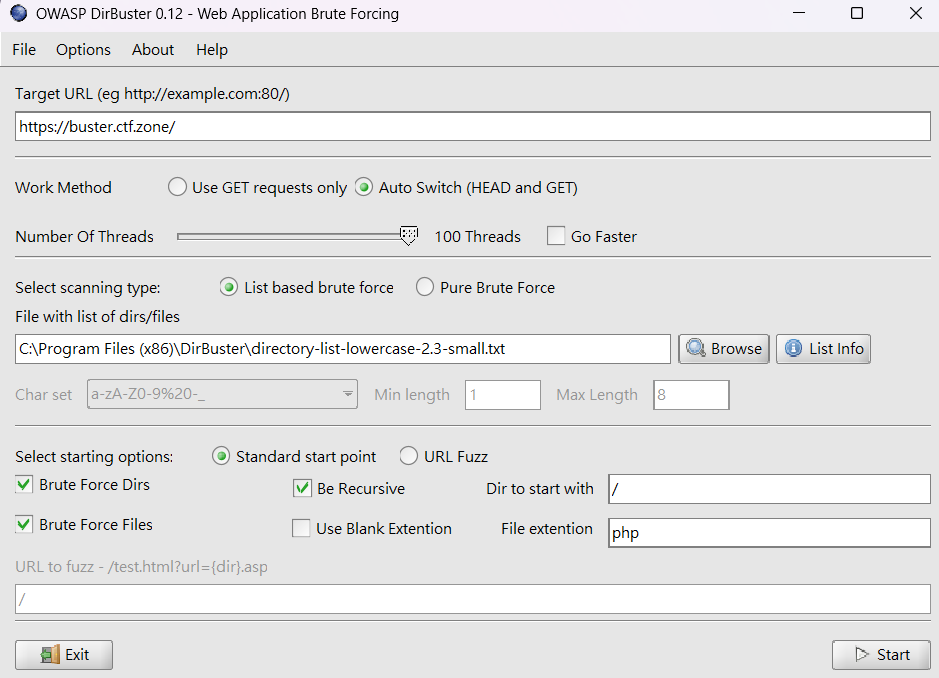 OWASP DirBuster 0.12 - Web Application Brute Forcing
File Options About Help
Target URL (eg http://example.com:80/)
https://buster.ctf.zone/
Work Method Use GET requests only Auto Switch (HEAD and GET)
Number Of Threads 100 Threads Go Faster
Select scanning type: List based brute force Pure Brute Force
File with list of dirs/files
C:\Program Files (x86)\DirBuster\directory-list-lowercase-2.3-small.txt Browse List Info
Char set a-zA-Z0-9%20-_ Min length 1 Max Length 8
Select starting options: Standard start point URL Fuzz
Brute Force Dirs Be Recursive Dir to start with /
Brute Force Files Use Blank Extention File extention php
URL to fuzz - /test.html?url={dir}.asp
/
Exit Start